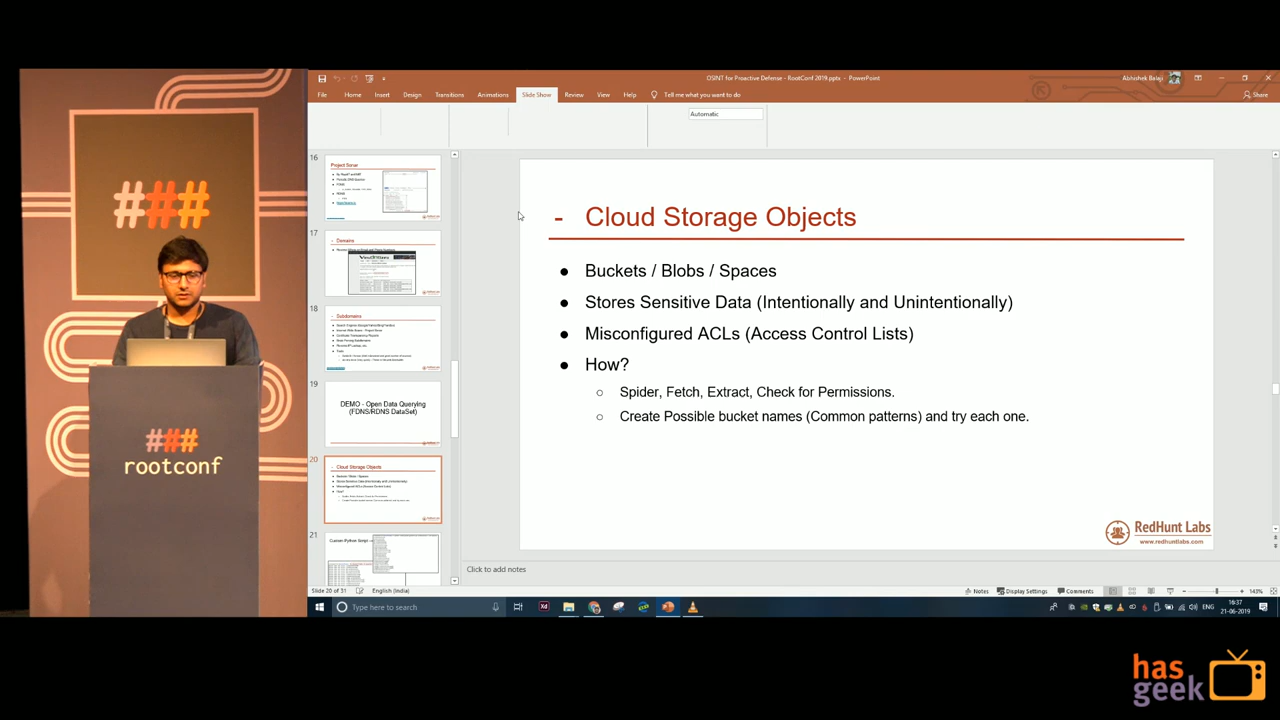 OSINT for Proactive Defense - RootConf 2019.pptx - PowerPoint
Abhishek Balaji
File Home Insert Design Transitions Animations Slide Show Review View Help Tell me what you want to do
Share
Automatic
16
Project Sonar
17
Domains
18
Subdomains
19
DEMO - Open Data Querying
(FDNS/RDNS DataSet)
20
- Cloud Storage Objects
21
- Cloud Storage Objects
● Buckets / Blobs / Spaces
● Stores Sensitive Data (Intentionally and Unintentionally)
● Misconfigured ACLs (Access Control Lists)
● How?
○ Spider, Fetch, Extract, Check for Permissions.
○ Create Possible bucket names (Common patterns) and try each one.
RedHunt Labs
www.redhuntlabs.com
Click to add notes
Slide 20 of 31 English (India)
Notes Display Settings Comments 143%
Type here to search
Xd
ENG
16:37
21-06-2019
###
###
rootconf
has
geek